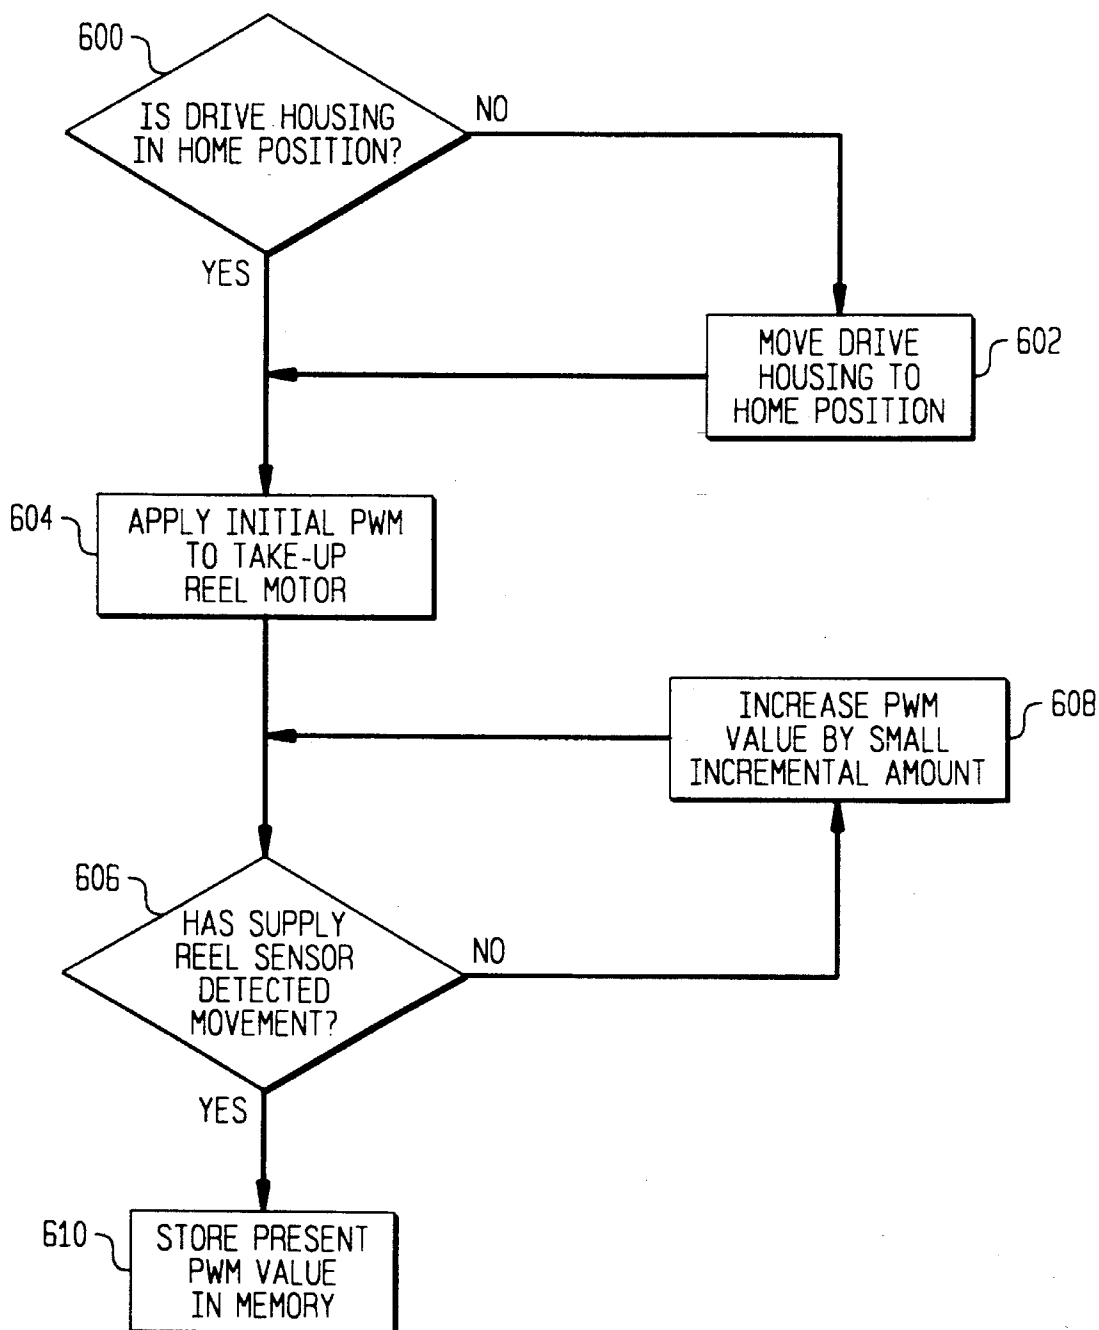 600
IS DRIVE HOUSING
IN HOME POSITION?
NO
YES
MOVE DRIVE
HOUSING TO
HOME POSITION
602
604
APPLY INITIAL PWM
TO TAKE-UP
REEL MOTOR
INCREASE PWM
VALUE BY SMALL
INCREMENTAL AMOUNT
608
606
HAS SUPPLY
REEL SENSOR
DETECTED
MOVEMENT?
NO
YES
610
STORE PRESENT
PWM VALUE
IN MEMORY